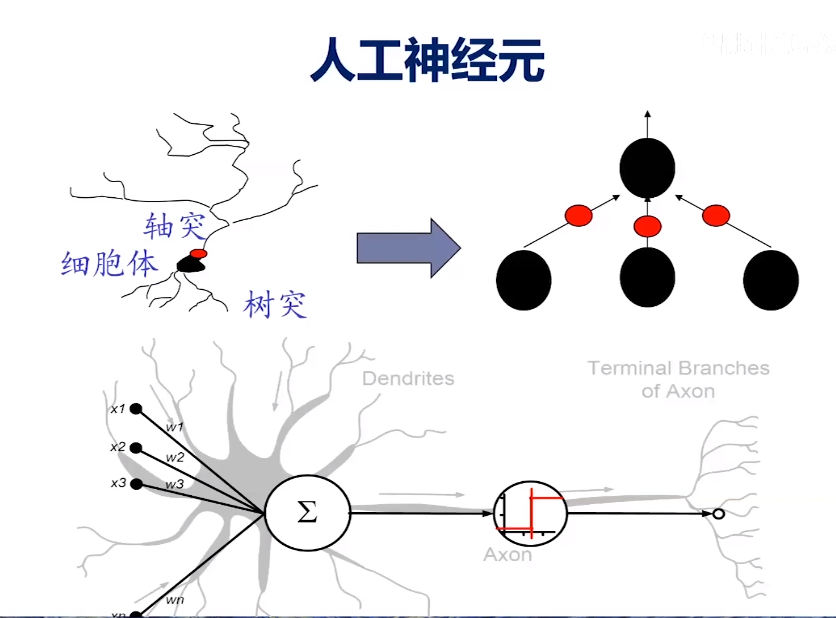 人工神经元
轴突
细胞体
树突
Dendrites
Terminal Branches
of Axon
x1
w1
x2
w2
x3
w3
Σ
Axon
wn
xn